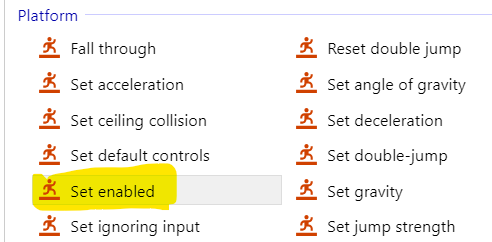 Platform
Fall through
Reset double jump
Set acceleration
Set angle of gravity
Set ceiling collision
Set deceleration
Set default controls
Set double-jump
Set enabled
Set gravity
Set ignoring input
Set jump strength